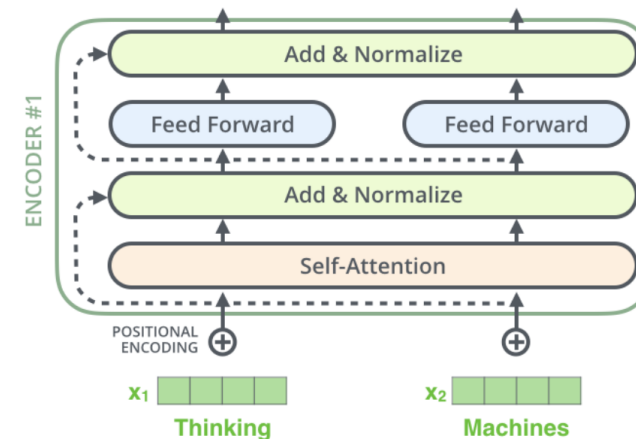 ENCODER #1
Add & Normalize
Feed Forward
Feed Forward
Add & Normalize
Self-Attention
POSITIONAL
ENCODING
x₁
x₂
Thinking
Machines